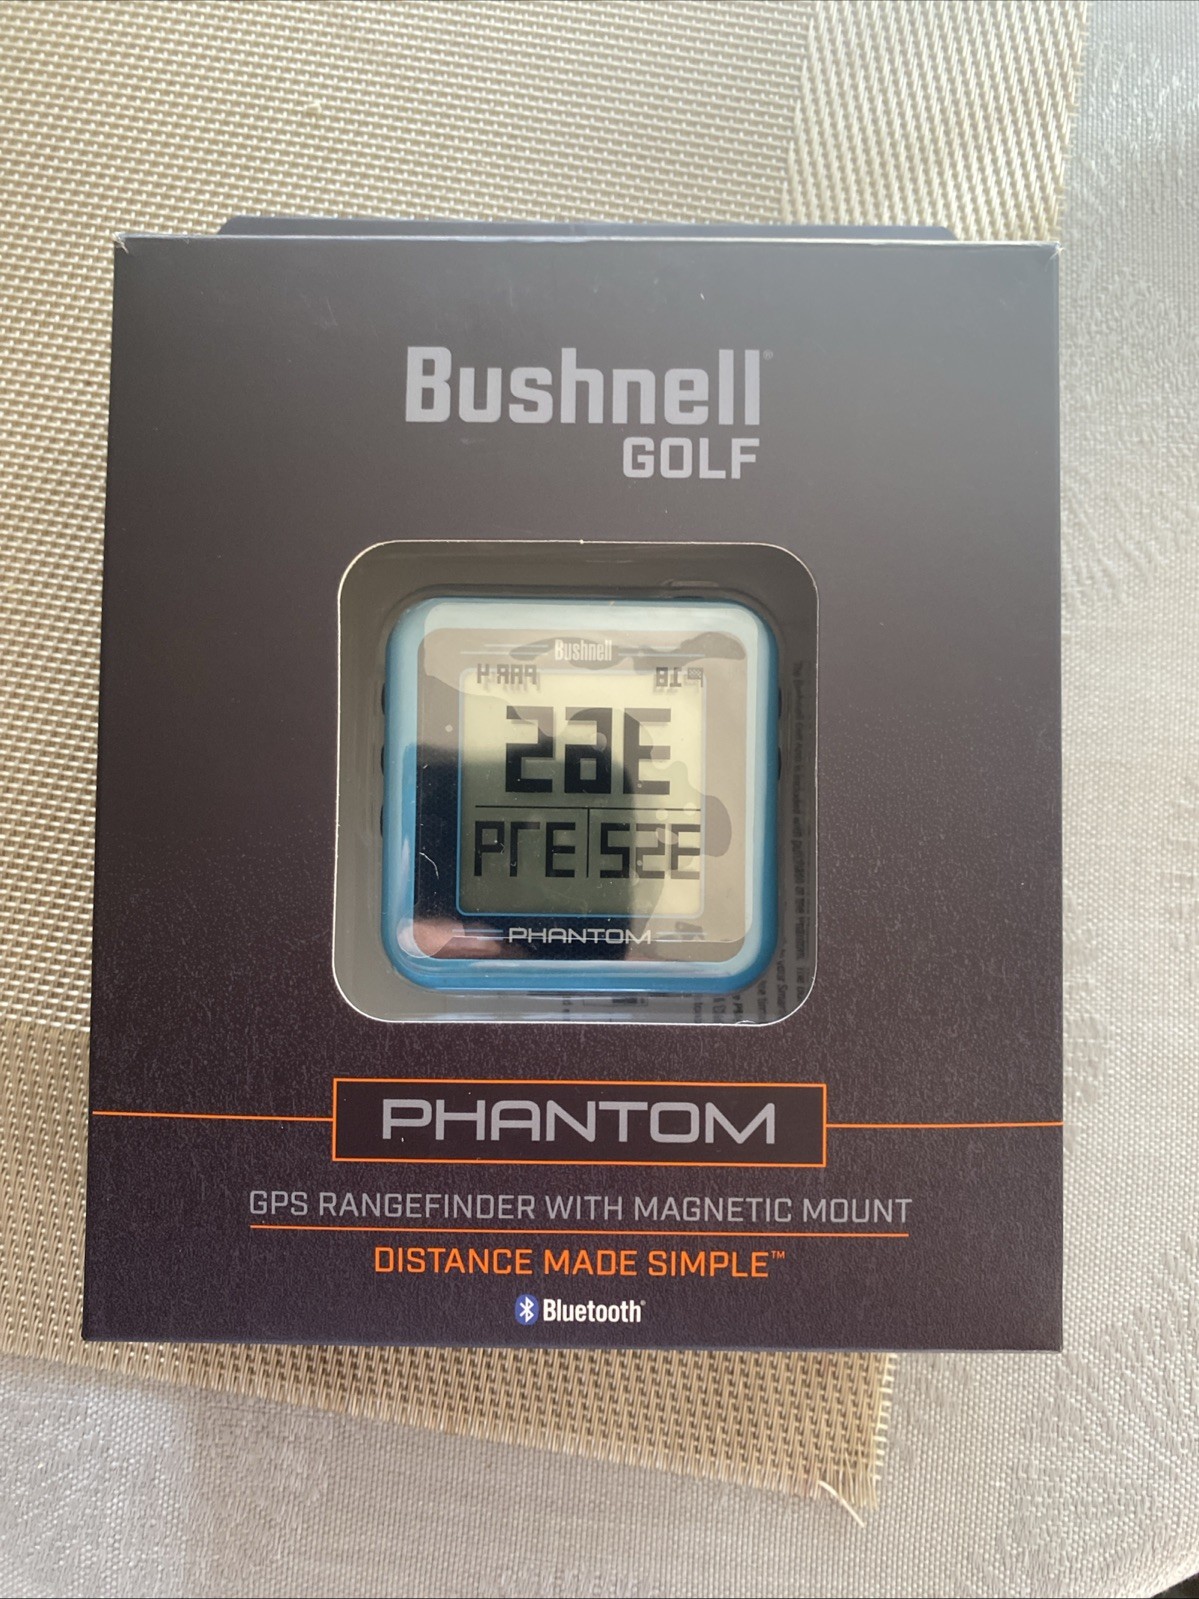 Bushnell®
GOLF
Bushnell
PHANTOM
PHANTOM
GPS RANGEFINDER WITH MAGNETIC MOUNT
DISTANCE MADE SIMPLE™
Bluetooth®